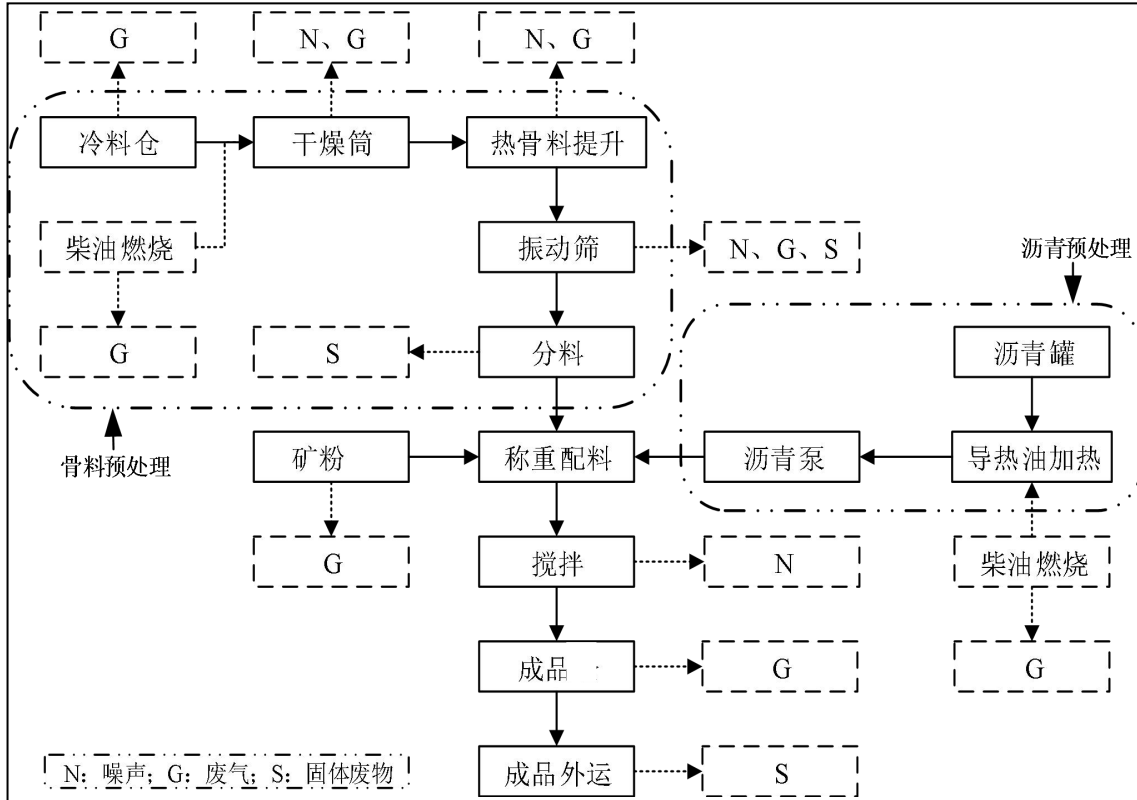 G
N、G
N、G
冷料仓
干燥筒
热骨料提升
柴油燃烧
振动筛
N、G、S
沥青预处理
G
S
分料
沥青罐
骨料预处理
矿粉
称重配料
沥青泵
导热油加热
G
搅拌
N
柴油燃烧
成品
G
G
N：噪声；G：废气；S：固体废物
成品外运
S